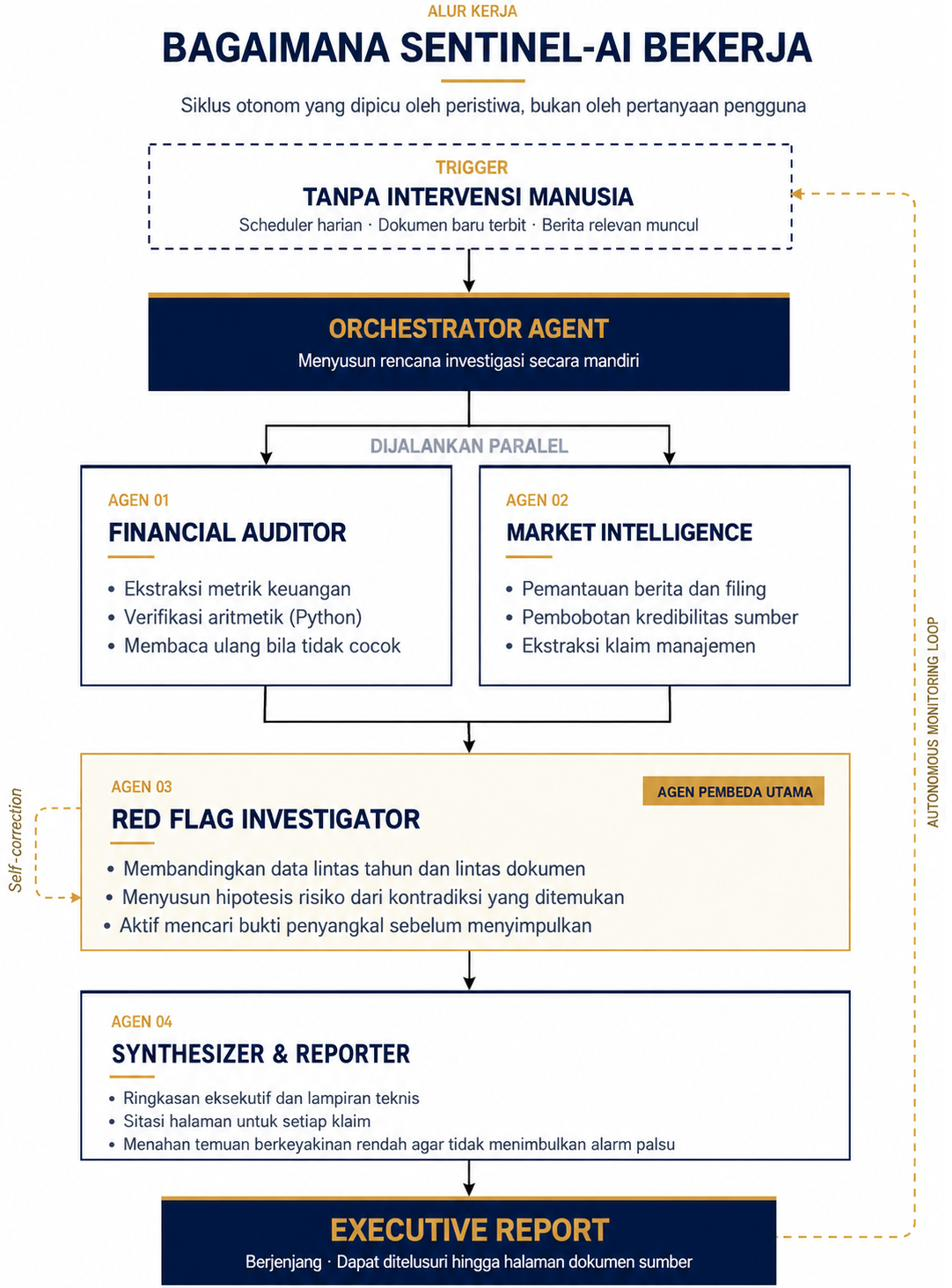 ALUR KERJA
BAGAIMANA SENTINEL-AI BEKERJA
Siklus otonom yang dipicu oleh peristiwa, bukan oleh pertanyaan pengguna
TRIGGER
TANPA INTERVENSI MANUSIA
Scheduler harian · Dokumen baru terbit · Berita relevan muncul
ORCHESTRATOR AGENT
Menyusun rencana investigasi secara mandiri
DIJALANKAN PARALEL
AGEN 01
FINANCIAL AUDITOR
• Ekstraksi metrik keuangan
• Verifikasi aritmetik (Python)
• Membaca ulang bila tidak cocok
AGEN 02
MARKET INTELLIGENCE
• Pemantauan berita dan filing
• Pembobotan kredibilitas sumber
• Ekstraksi klaim manajemen
AUTONOMOUS MONITORING LOOP
Self-correction
AGEN 03
AGEN PEMBEDA UTAMA
RED FLAG INVESTIGATOR
• Membandingkan data lintas tahun dan lintas dokumen
• Menyusun hipotesis risiko dari kontradiksi yang ditemukan
• Aktif mencari bukti penyangkal sebelum menyimpulkan
AGEN 04
SYNTHESIZER & REPORTER
• Ringkasan eksekutif dan lampiran teknis
• Sitasi halaman untuk setiap klaim
• Menahan temuan berkeyakinan rendah agar tidak menimbulkan alarm palsu
EXECUTIVE REPORT
Berjenjang · Dapat ditelusuri hingga halaman dokumen sumber